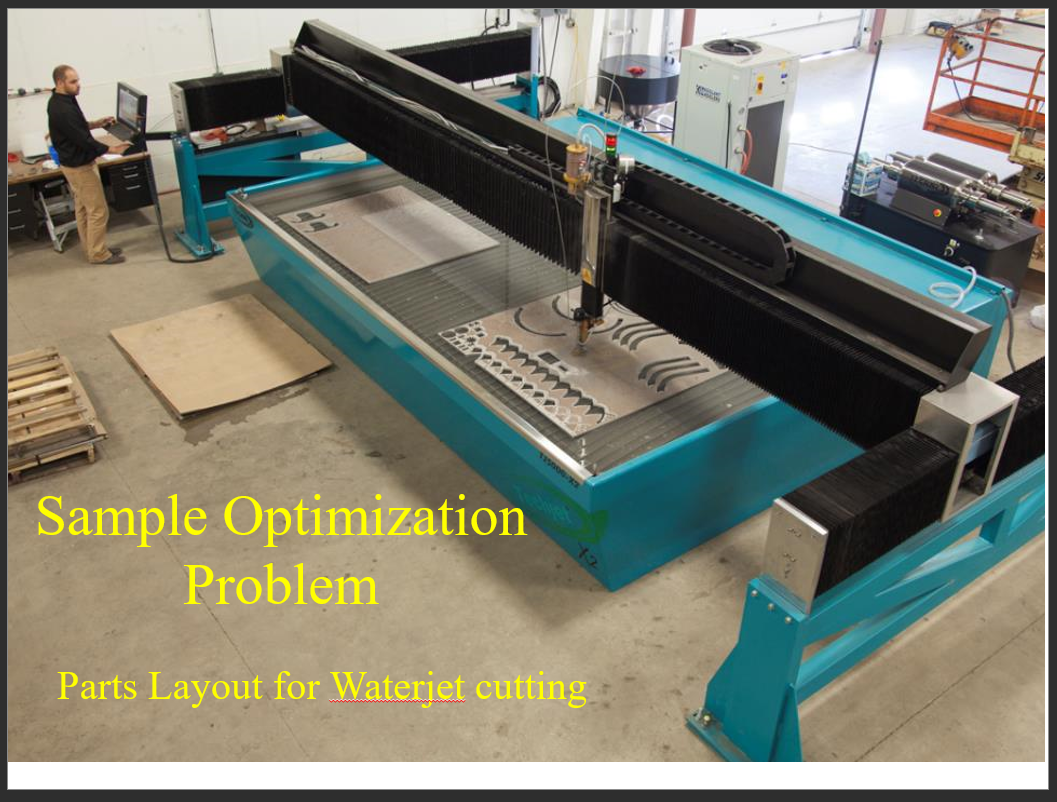 Sample Optimization
Problem
Parts Layout for Waterjet cutting